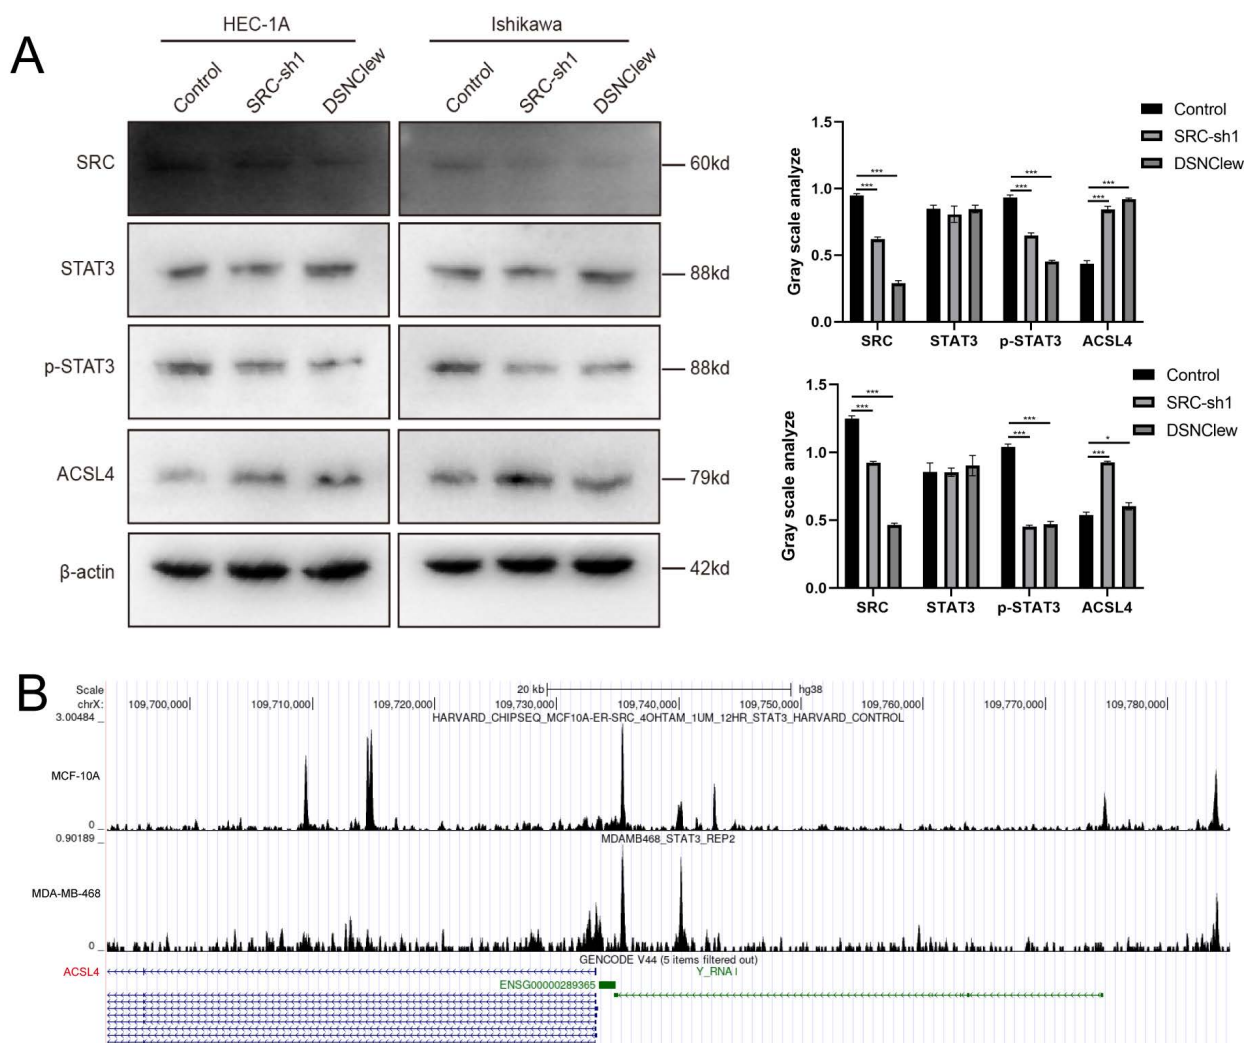 A
HEC-1A
Ishikawa
Control
SRC-sh1
DSNClew
Control
SRC-sh1
DSNClew
SRC
60kd
STAT3
88kd
p-STAT3
88kd
ACSL4
79kd
β-actin
42kd
Control
SRC-sh1
DSNClew
Gray scale analyze
1.5
1.0
0.5
0.0
*** *** *** *** *** ***
SRC STAT3 p-STAT3 ACSL4
Control
SRC-sh1
DSNClew
Gray scale analyze
1.5
1.0
0.5
0.0
*** *** *** *** * ***
SRC STAT3 p-STAT3 ACSL4
B
Scale 20 kb hg38
chrX: 109,700,000 109,710,000 109,720,000 109,730,000 109,740,000 109,750,000 109,760,000 109,770,000 109,780,000
3.00484 _ HARVARD_CHIPSEQ_MCF10A-ER-SRC_4OHTAM_1UM_12HR_STAT3_HARVARD_CONTROL
MCF-10A
0 _
0.90189 _ MDAMB468_STAT3_REP2
MDA-MB-468
0 _
GENCODE V44 (5 items filtered out)
ACSL4 Y_RNA
ENSG00000289365